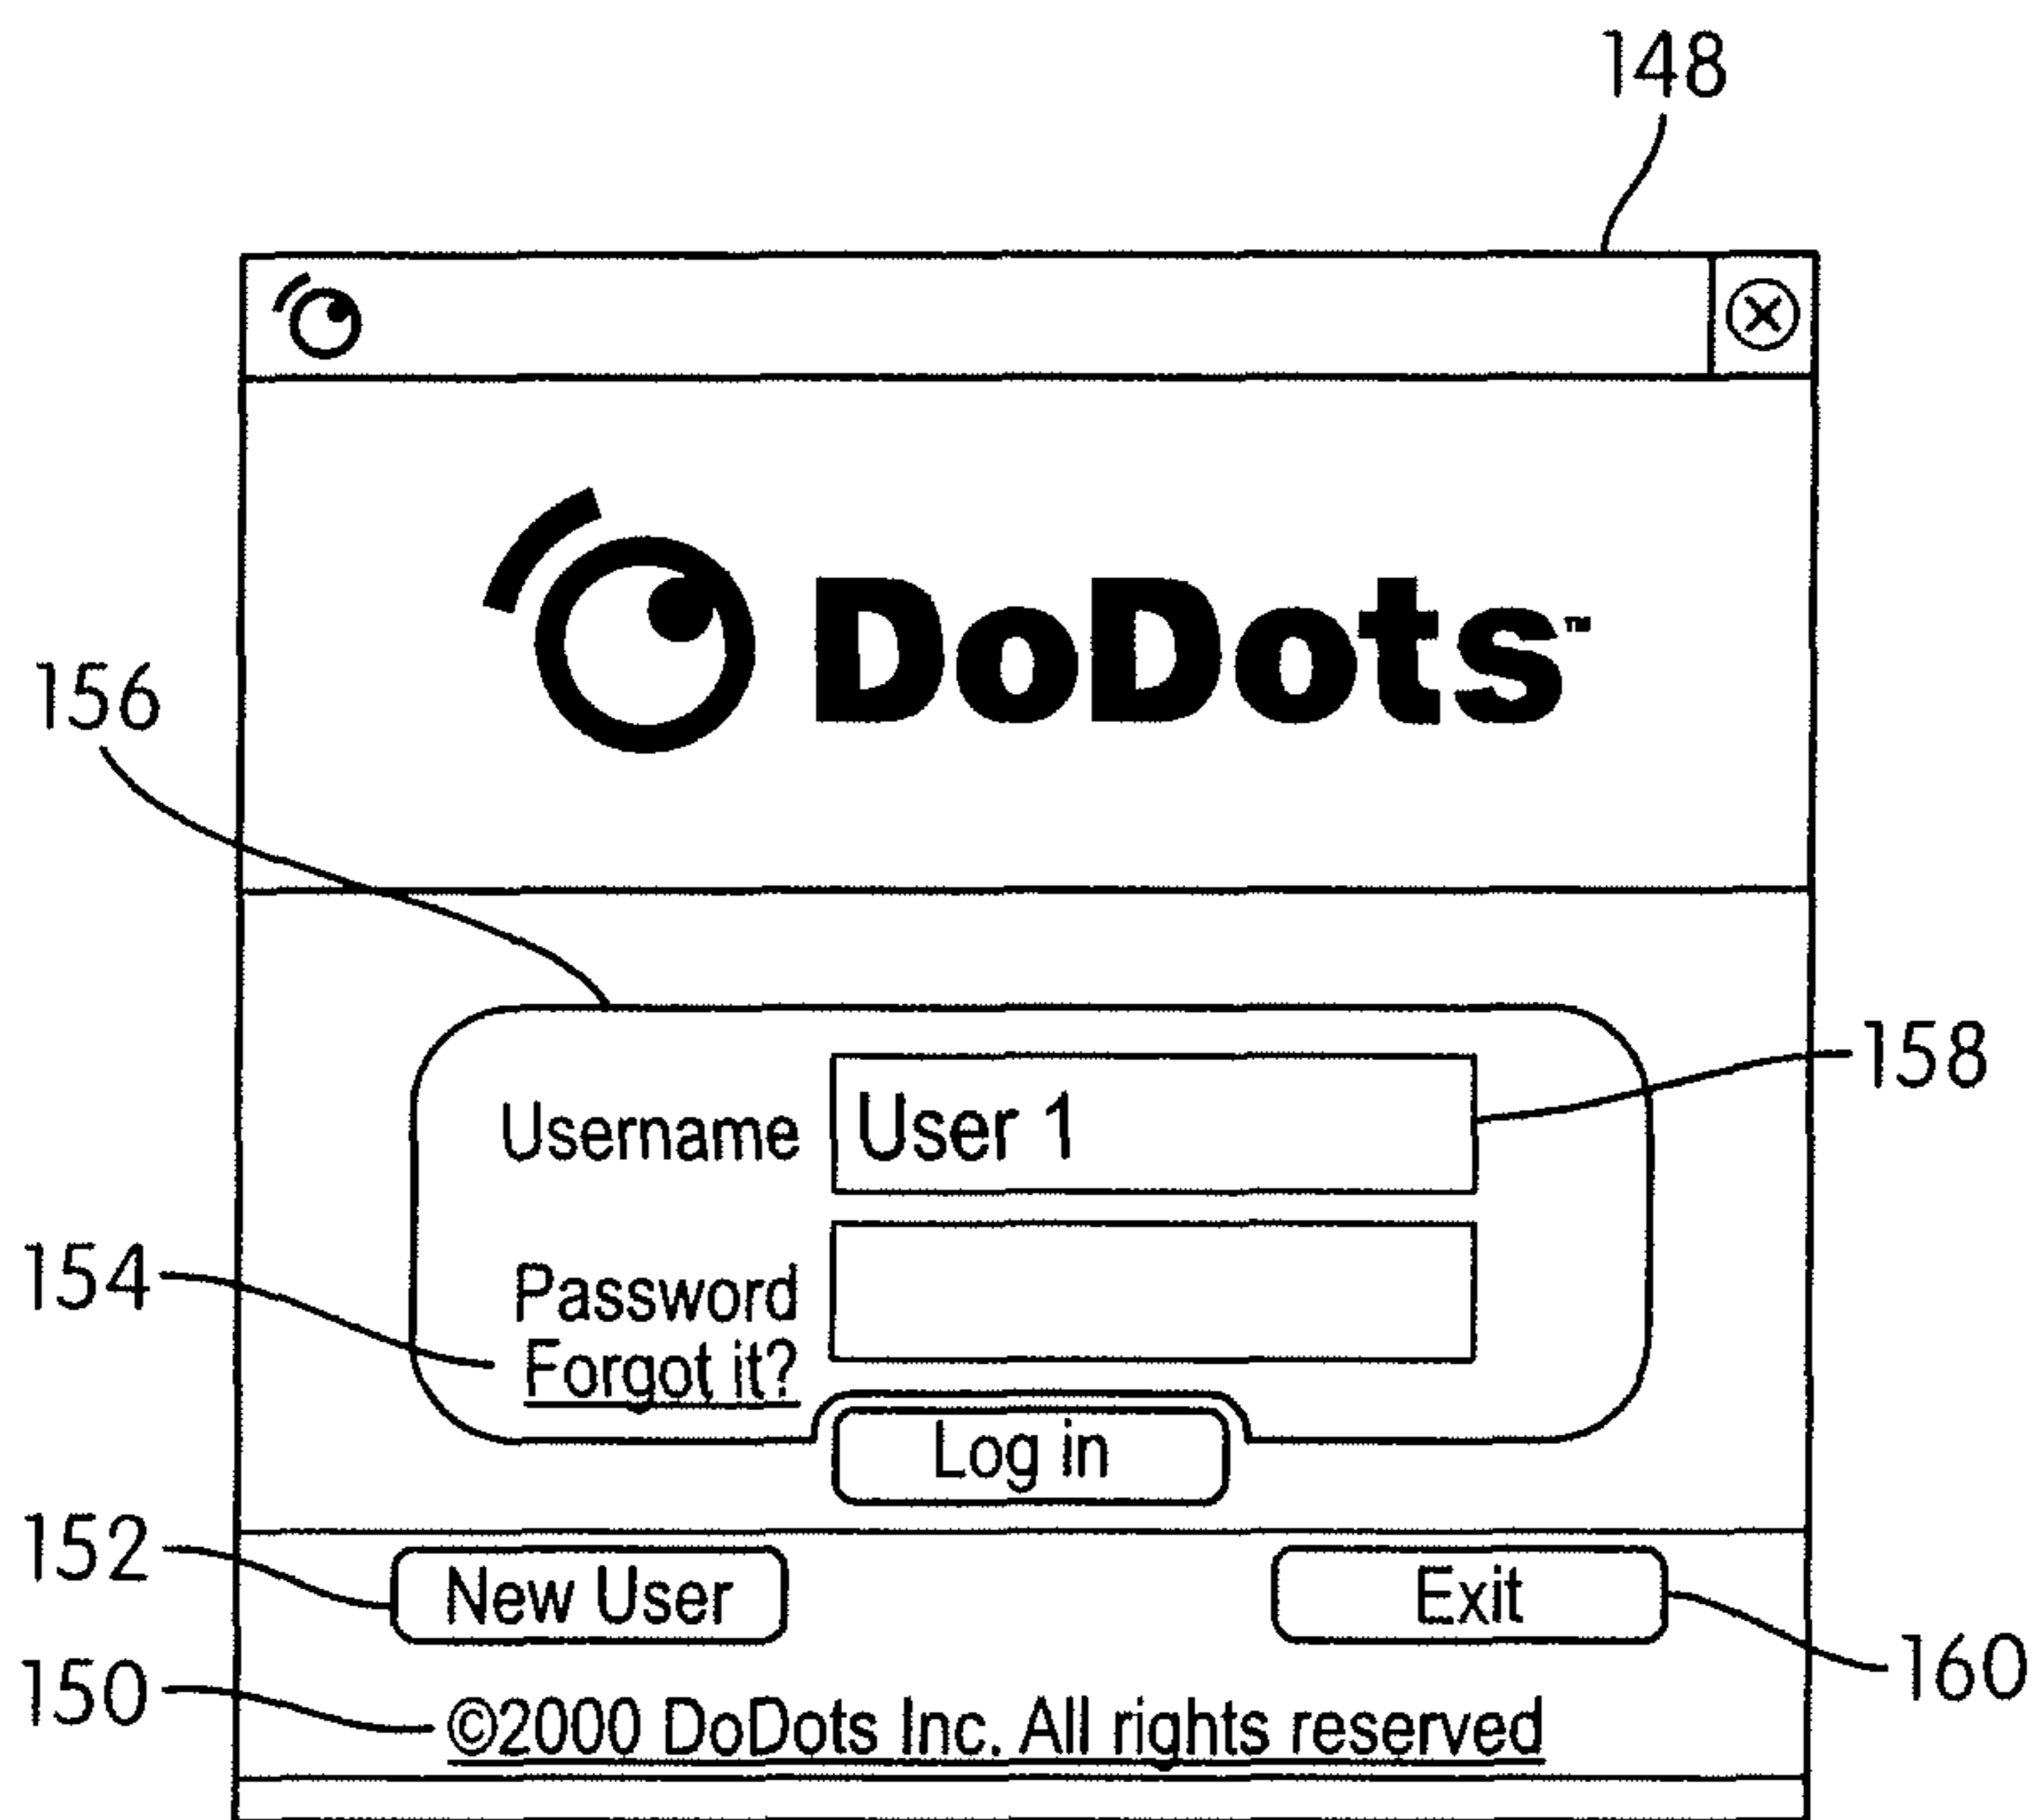 148
DoDots™
156
Username User 1 158
Password
154 Forgot it?
Log in
152 New User Exit
160
150 ©2000 DoDots Inc. All rights reserved